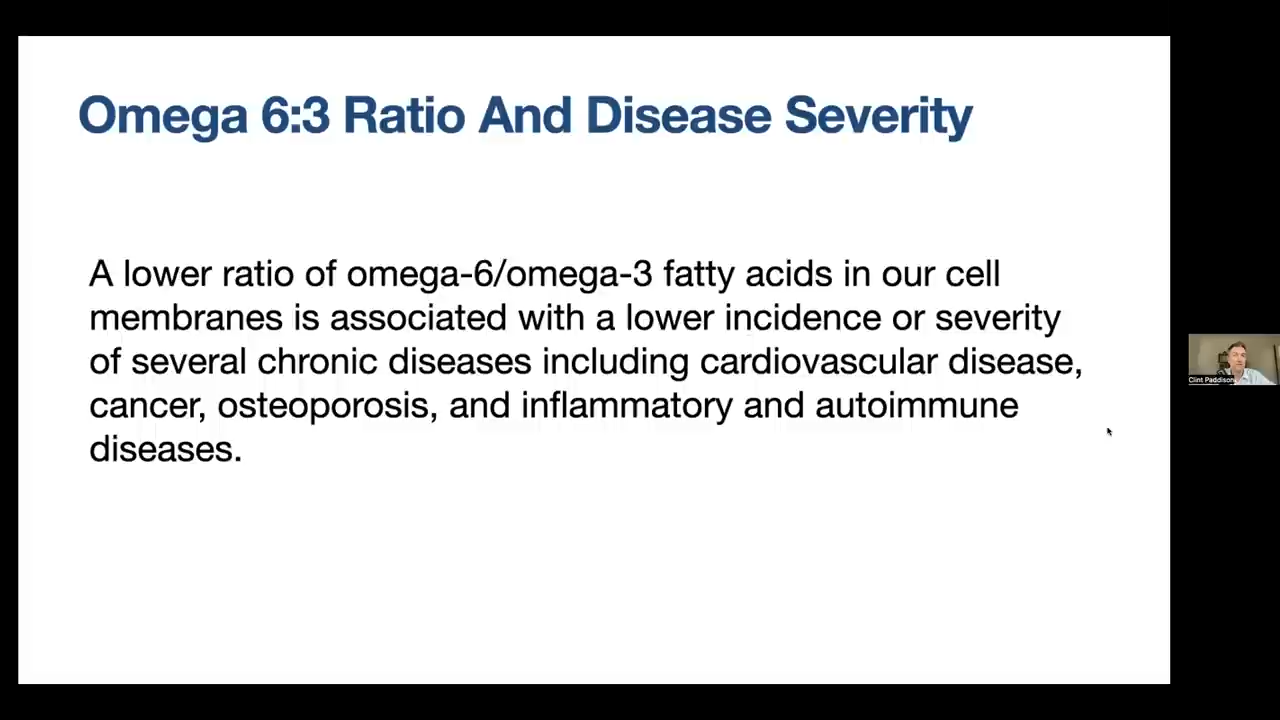 Omega 6:3 Ratio And Disease Severity
A lower ratio of omega-6/omega-3 fatty acids in our cell
membranes is associated with a lower incidence or severity
of several chronic diseases including cardiovascular disease,
cancer, osteoporosis, and inflammatory and autoimmune
diseases.
Clint Paddison